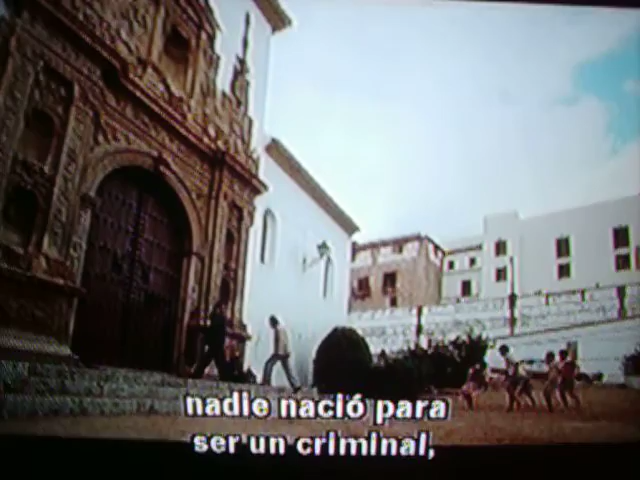 nadie nació para
ser un criminal,